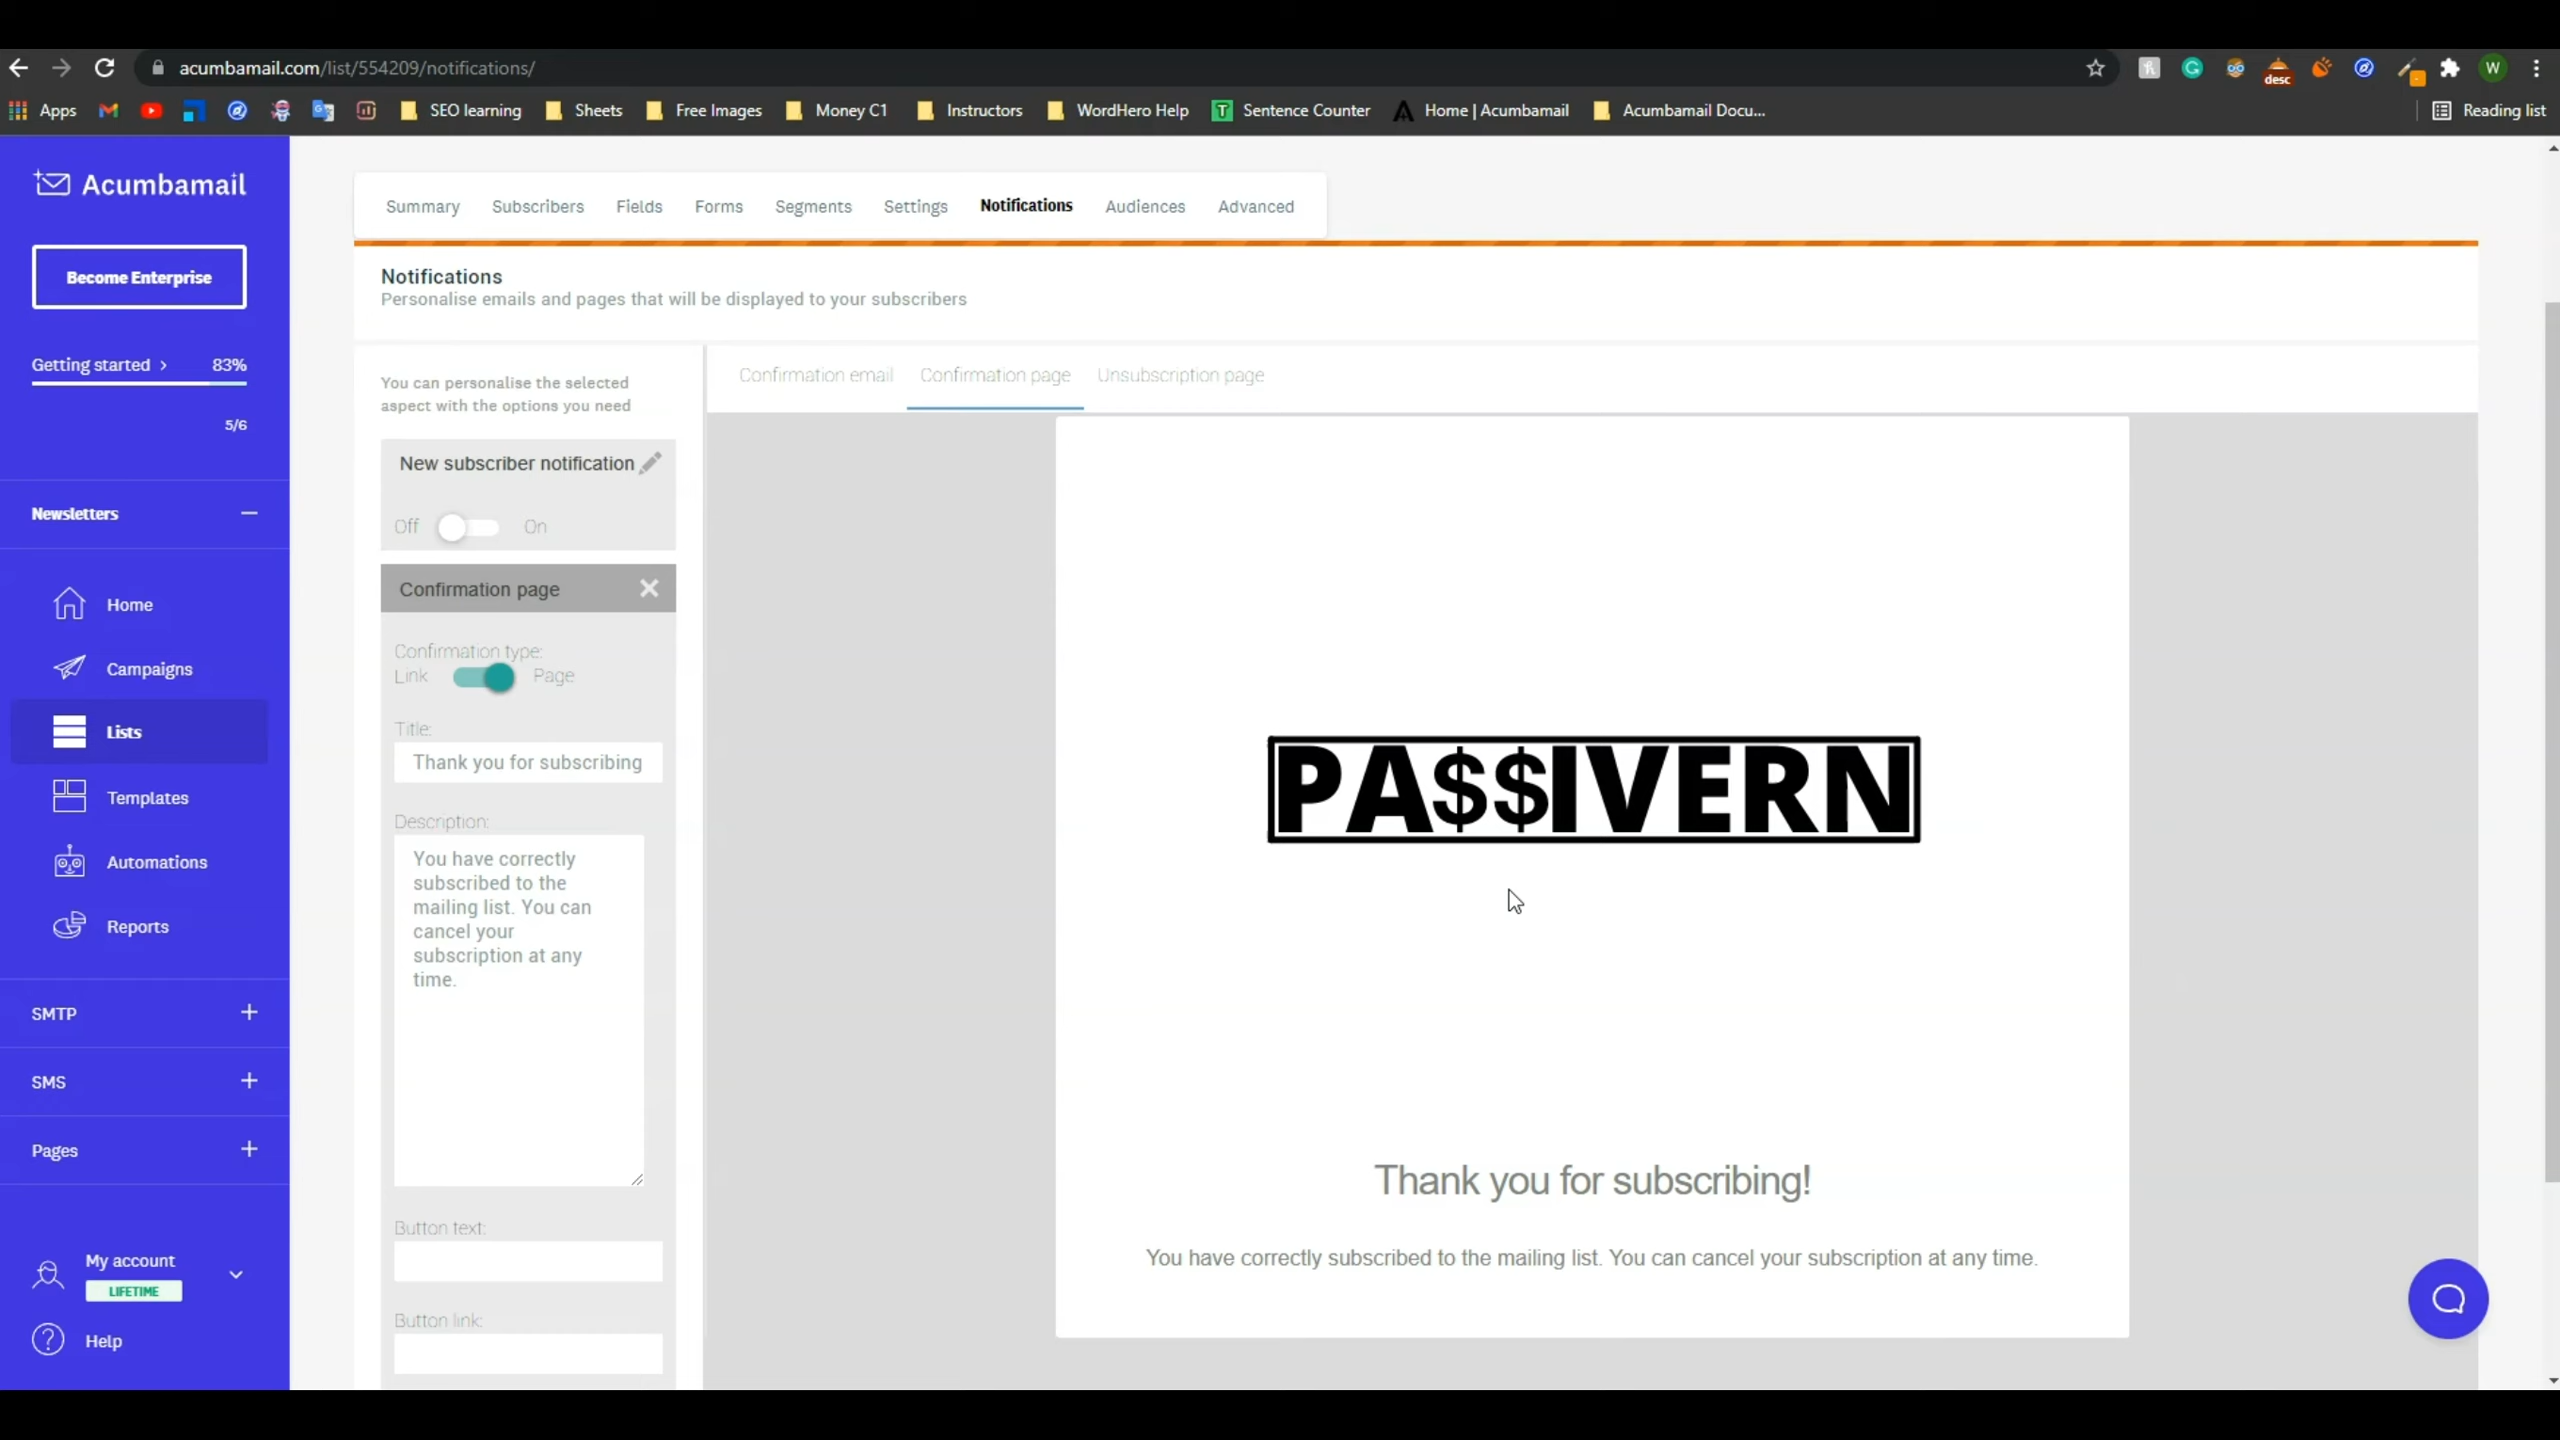 acumbamail.com/list/554209/notifications/
desc
W
Apps
SEO learning
Sheets
Free Images
Money C1
Instructors
WordHero Help
T
Sentence Counter
Home | Acumbamail
Acumbamail Docu...
Reading list
Acumbamail
Become Enterprise
Getting started >
83%
5/6
Newsletters
Home
Campaigns
Lists
Templates
Automations
Reports
SMTP
SMS
Pages
My account
LIFETIME
Help
Summary
Subscribers
Fields
Forms
Segments
Settings
Notifications
Audiences
Advanced
Notifications
Personalise emails and pages that will be displayed to your subscribers
You can personalise the selected
aspect with the options you need
New subscriber notification
Off
On
Confirmation page
Confirmation type:
Link
Page
Title:
Thank you for subscribing
Description:
You have correctly
subscribed to the
mailing list. You can
cancel your
subscription at any
time.
Button text:
Button link:
Confirmation email
Confirmation page
Unsubscription page
PA$$IVERN
Thank you for subscribing!
You have correctly subscribed to the mailing list. You can cancel your subscription at any time.